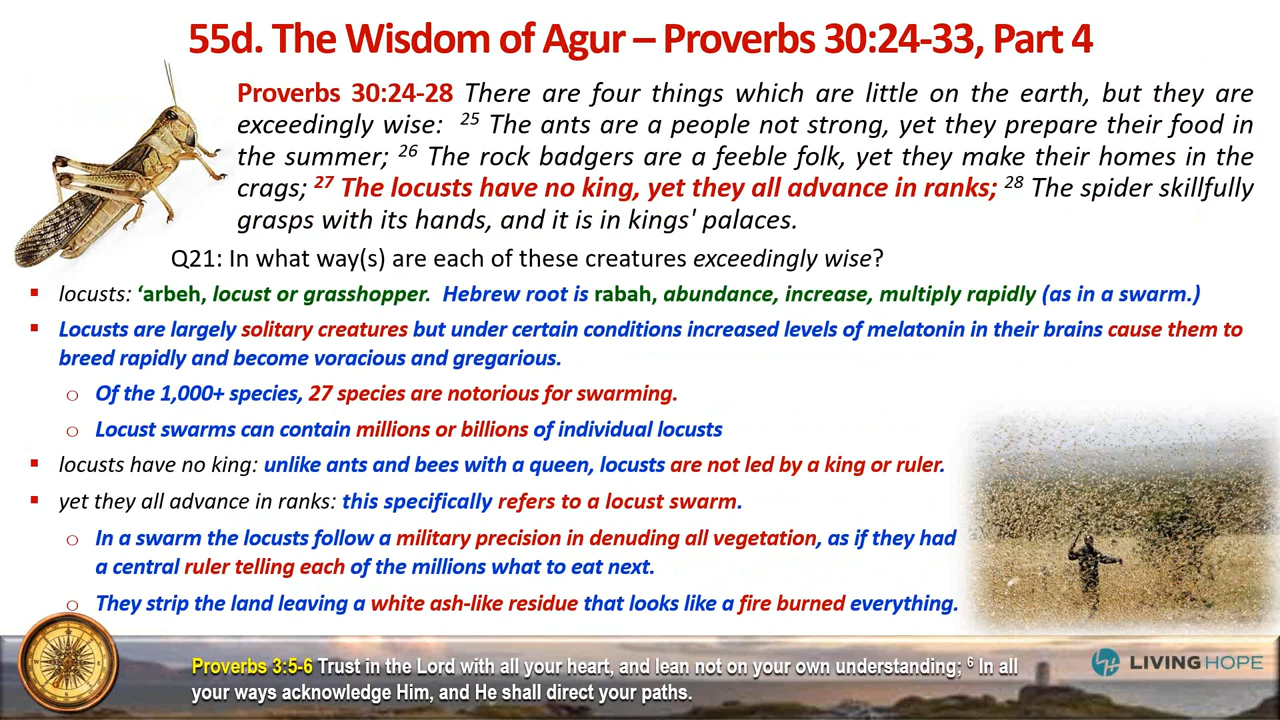 55d. The Wisdom of Agur – Proverbs 30:24-33, Part 4
Proverbs 30:24-28 There are four things which are little on the earth, but they are
exceedingly wise: 25 The ants are a people not strong, yet they prepare their food in
the summer; 26 The rock badgers are a feeble folk, yet they make their homes in the
crags; 27 The locusts have no king, yet they all advance in ranks; 28 The spider skillfully
grasps with its hands, and it is in kings' palaces.
Q21: In what way(s) are each of these creatures exceedingly wise?
▪ locusts: ‘arbeh, locust or grasshopper. Hebrew root is rabah, abundance, increase, multiply rapidly (as in a swarm.)
▪ Locusts are largely solitary creatures but under certain conditions increased levels of melatonin in their brains cause them to
breed rapidly and become voracious and gregarious.
o Of the 1,000+ species, 27 species are notorious for swarming.
o Locust swarms can contain millions or billions of individual locusts
▪ locusts have no king: unlike ants and bees with a queen, locusts are not led by a king or ruler.
▪ yet they all advance in ranks: this specifically refers to a locust swarm.
o In a swarm the locusts follow a military precision in denuding all vegetation, as if they had
a central ruler telling each of the millions what to eat next.
o They strip the land leaving a white ash-like residue that looks like a fire burned everything.
Proverbs 3:5-6 Trust in the Lord with all your heart, and lean not on your own understanding; 6 In all
your ways acknowledge Him, and He shall direct your paths.
LIVING HOPE